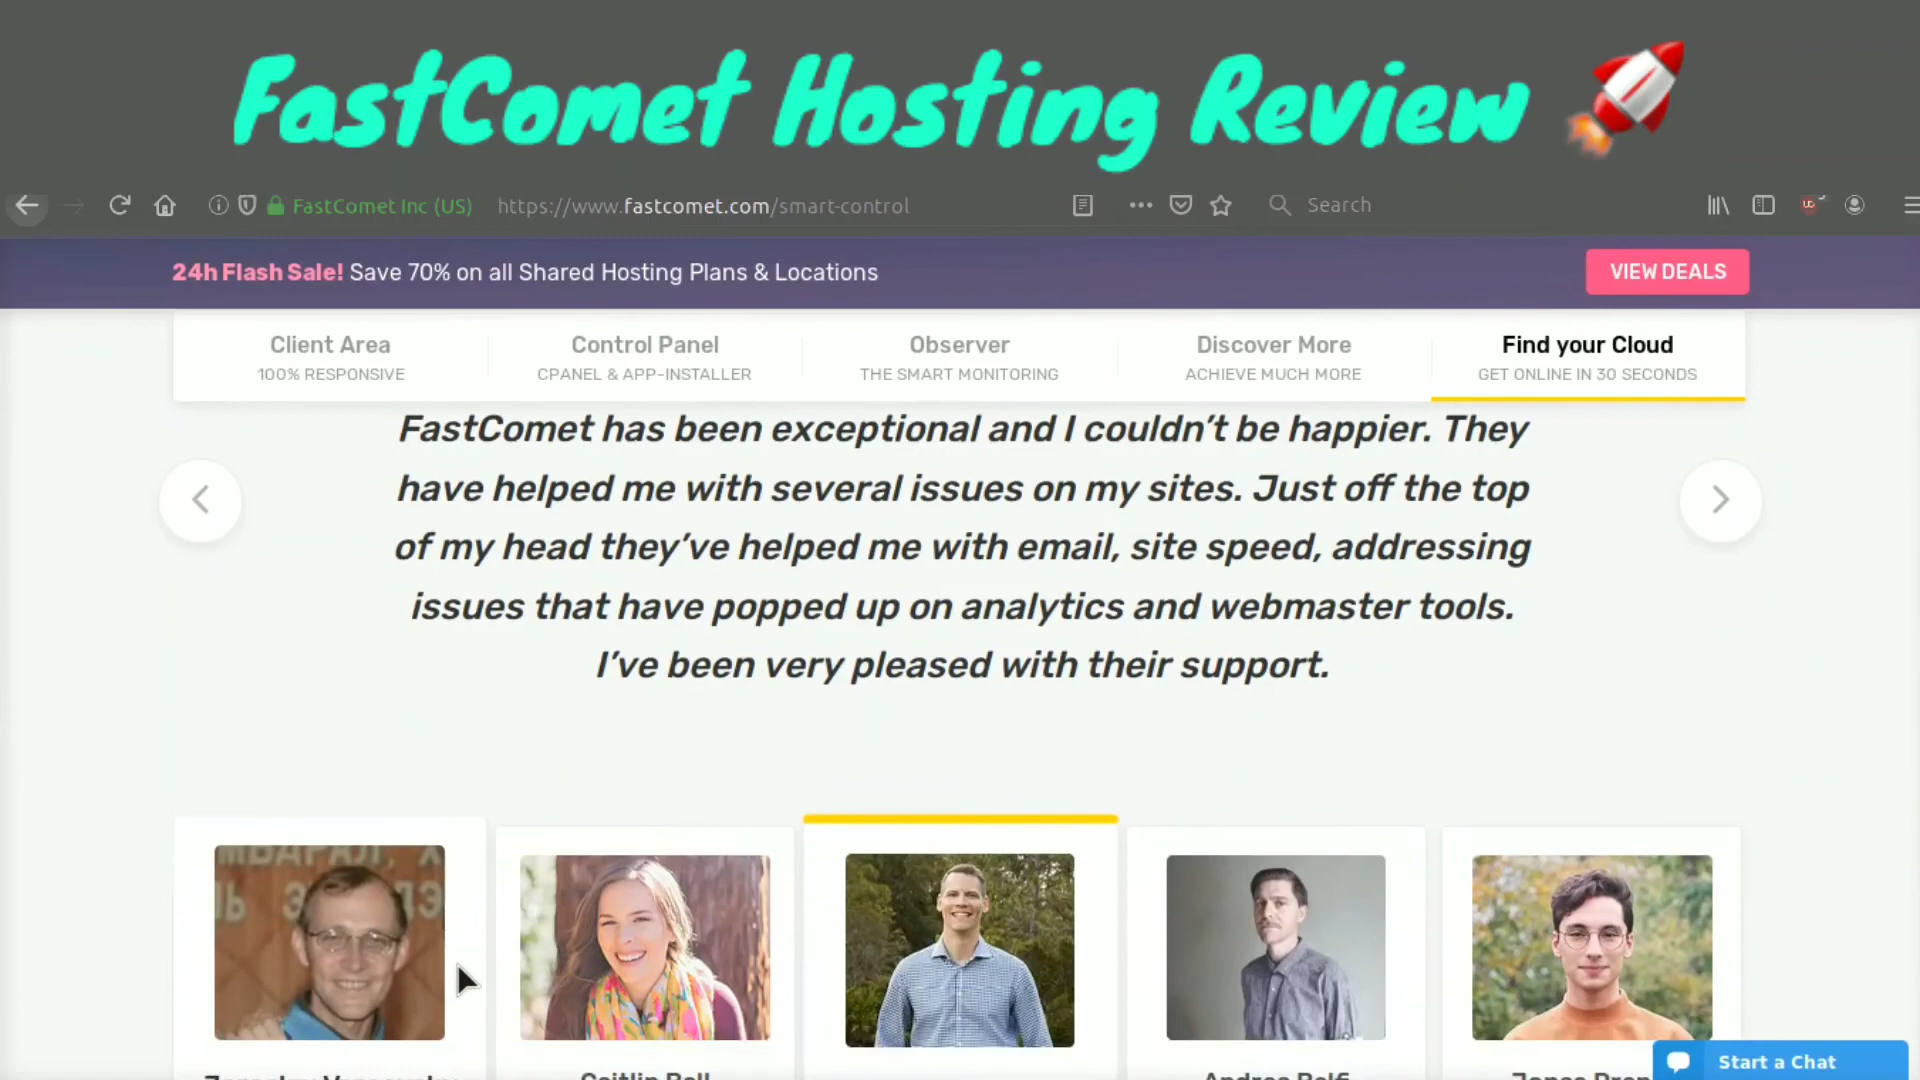 FastComet Hosting Review
FastComet Inc (US) https://www.fastcomet.com/smart-control Search
24h Flash Sale! Save 70% on all Shared Hosting Plans & Locations VIEW DEALS
Client Area Control Panel Observer Discover More Find your Cloud
100% RESPONSIVE CPANEL & APP-INSTALLER THE SMART MONITORING ACHIEVE MUCH MORE GET ONLINE IN 30 SECONDS
FastComet has been exceptional and I couldn’t be happier. They
have helped me with several issues on my sites. Just off the top
of my head they’ve helped me with email, site speed, addressing
issues that have popped up on analytics and webmaster tools.
I’ve been very pleased with their support.
Start a Chat